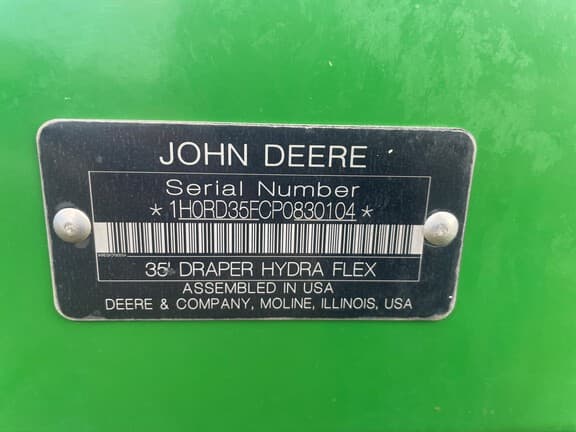 JOHN DEERE
Serial Number
*1H0RD35FCP0830104*
35' DRAPER HYDRA FLEX
ASSEMBLED IN USA
DEERE & COMPANY, MOLINE, ILLINOIS, USA